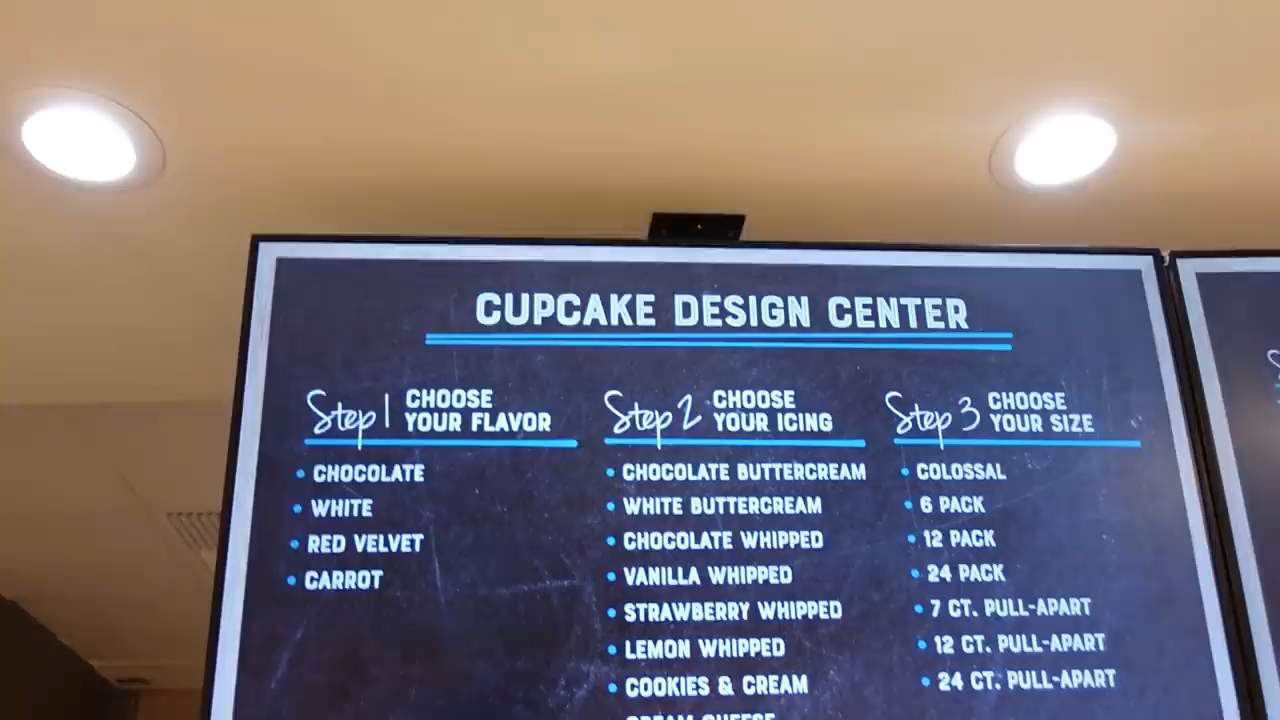 CUPCAKE DESIGN CENTER
Step 1 CHOOSE
YOUR FLAVOR
• CHOCOLATE
• WHITE
• RED VELVET
• CARROT
Step 2 CHOOSE
YOUR ICING
• CHOCOLATE BUTTERCREAM
• WHITE BUTTERCREAM
• CHOCOLATE WHIPPED
• VANILLA WHIPPED
• STRAWBERRY WHIPPED
• LEMON WHIPPED
• COOKIES & CREAM
CREAM CHEESE
Step 3 CHOOSE
YOUR SIZE
• COLOSSAL
• 6 PACK
• 12 PACK
• 24 PACK
• 7 CT. PULL-APART
• 12 CT. PULL-APART
• 24 CT. PULL-APART